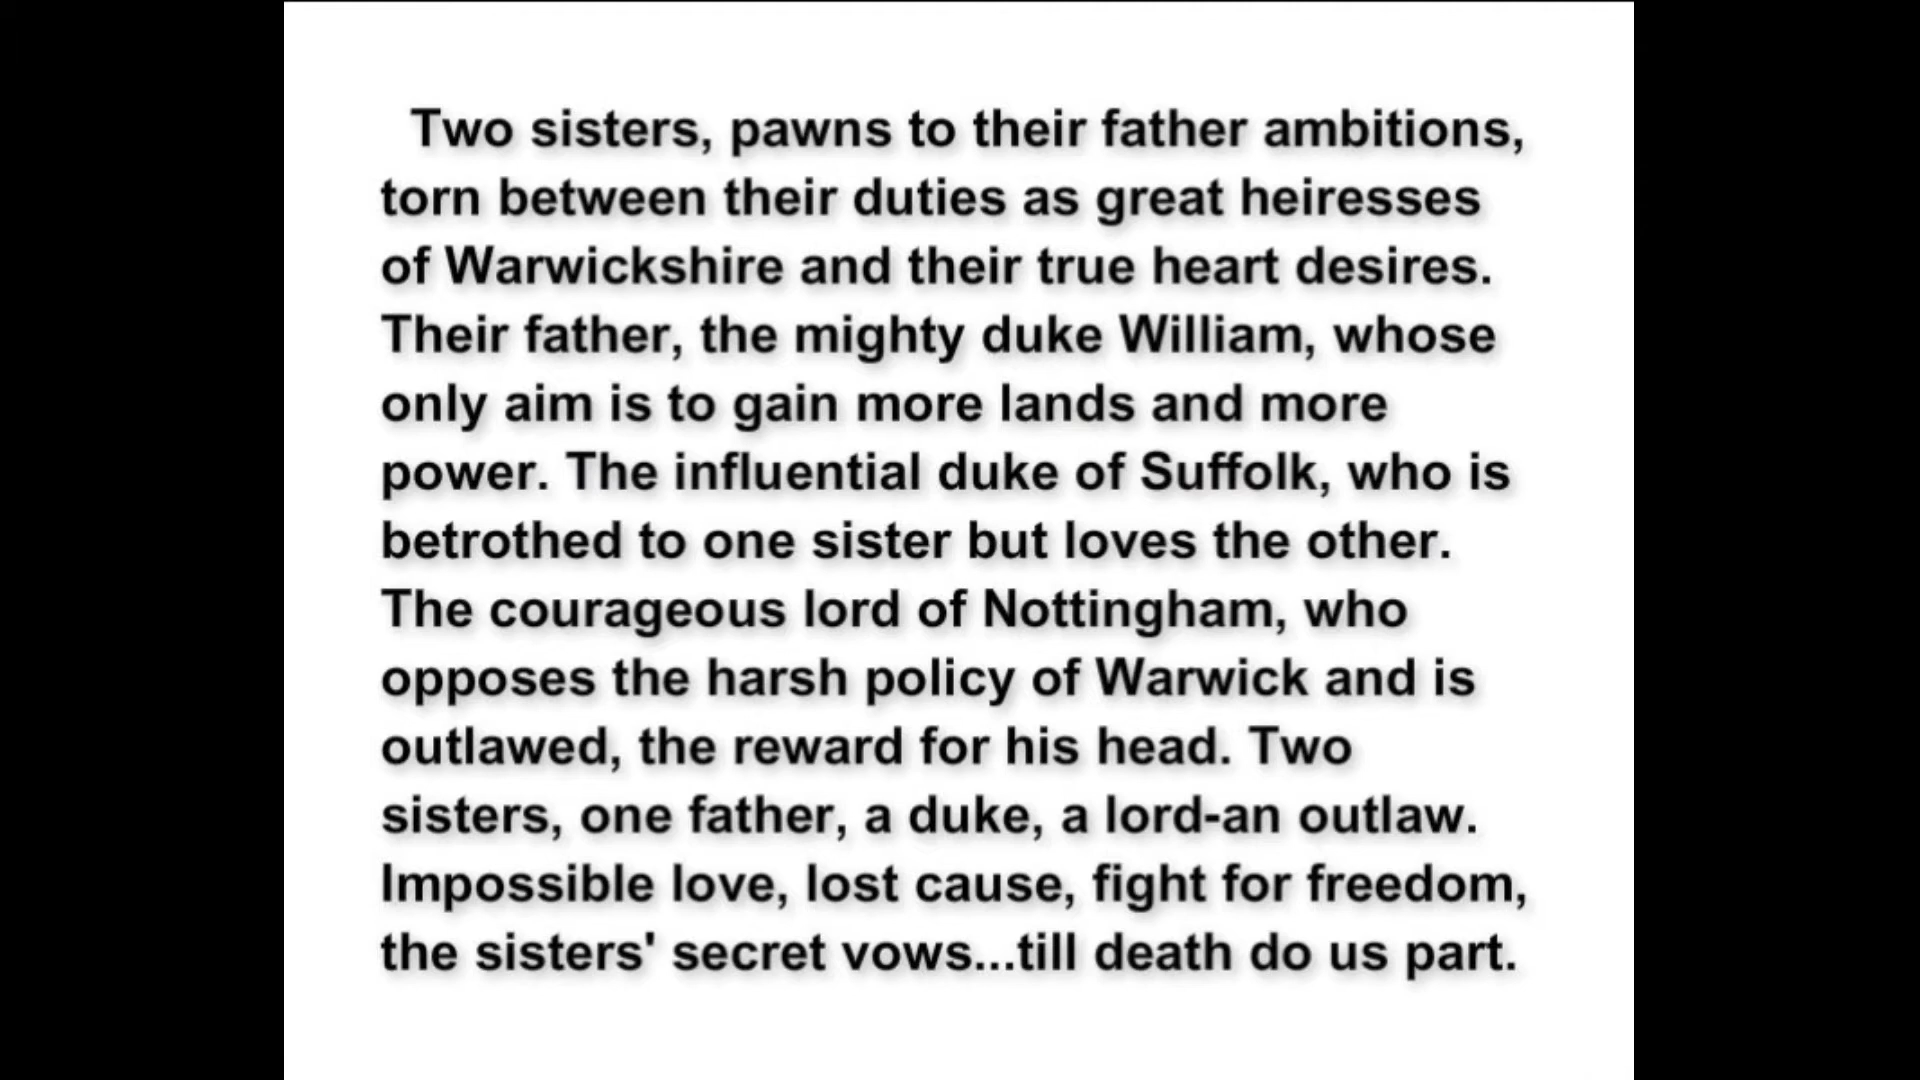 Two sisters, pawns to their father ambitions,
torn between their duties as great heiresses
of Warwickshire and their true heart desires.
Their father, the mighty duke William, whose
only aim is to gain more lands and more
power. The influential duke of Suffolk, who is
betrothed to one sister but loves the other.
The courageous lord of Nottingham, who
opposes the harsh policy of Warwick and is
outlawed, the reward for his head. Two
sisters, one father, a duke, a lord-an outlaw.
Impossible love, lost cause, fight for freedom,
the sisters' secret vows...till death do us part.